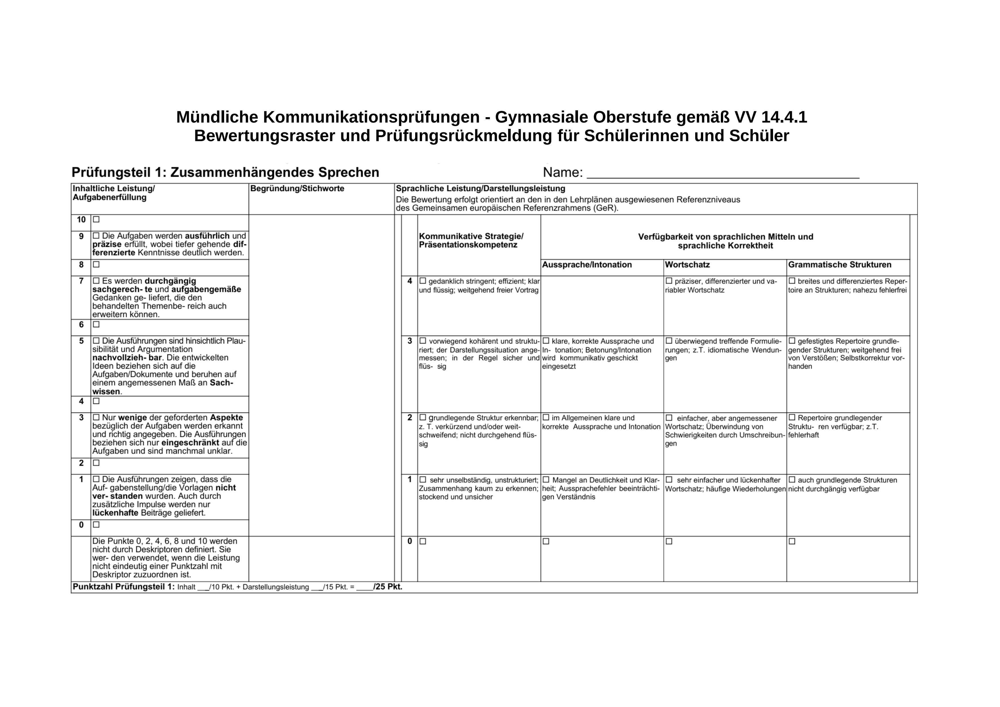 Mündliche Kommunikationsprüfungen - Gymnasiale Oberstufe gemäß VV 14.4.1
Bewertungsraster und Prüfungsrückmeldung für Schülerinnen und Schüler
Prüfungsteil 1: Zusammenhängendes Sprechen
Name: ______________________________________
Inhaltliche Leistung/
Aufgabenerfüllung
Begründung/Stichworte
Sprachliche Leistung/Darstellungsleistung
Die Bewertung erfolgt orientiert an den in den Lehrplänen ausgewiesenen Referenzniveaus
des Gemeinsamen europäischen Referenzrahmens (GeR).
10 ☐
9 ☐ Die Aufgaben werden ausführlich und
präzise erfüllt, wobei tiefer gehende dif-
ferenzierte Kenntnisse deutlich werden.
8 ☐
7 ☐ Es werden durchgängig
sachgerech- te und aufgabengemäße
Gedanken ge- liefert, die den
behandelten Themenbe- reich auch
erweitern können.
6 ☐
5 ☐ Die Ausführungen sind hinsichtlich Plau-
sibilität und Argumentation
nachvollzieh- bar. Die entwickelten
Ideen beziehen sich auf die
Aufgaben/Dokumente und beruhen auf
einem angemessenen Maß an Sach-
wissen.
4 ☐
3 ☐ Nur wenige der geforderten Aspekte
bezüglich der Aufgaben werden erkannt
und richtig angegeben. Die Ausführungen
beziehen sich nur eingeschränkt auf die
Aufgaben und sind manchmal unklar.
2 ☐
1 ☐ Die Ausführungen zeigen, dass die
Auf- gabenstellung/die Vorlagen nicht
ver- standen wurden. Auch durch
zusätzliche Impulse werden nur
lückenhafte Beiträge geliefert.
0 ☐
Die Punkte 0, 2, 4, 6, 8 und 10 werden
nicht durch Deskriptoren definiert. Sie
wer- den verwendet, wenn die Leistung
nicht eindeutig einer Punktzahl mit
Deskriptor zuzuordnen ist.
Kommunikative Strategie/
Präsentationskompetenz
Verfügbarkeit von sprachlichen Mitteln und
sprachliche Korrektheit
Aussprache/Intonation
Wortschatz
Grammatische Strukturen
4 ☐ gedanklich stringent; effizient; klar
und flüssig; weitgehend freier Vortrag
☐ präziser, differenzierter und va-
riabler Wortschatz
☐ breites und differenziertes Reper-
toire an Strukturen; nahezu fehlerfrei
3 ☐ vorwiegend kohärent und struktu-
riert; der Darstellungssituation ange-
messen; in der Regel sicher und
flüs- sig
☐ klare, korrekte Aussprache und
In- tonation; Betonung/Intonation
wird kommunikativ geschickt
eingesetzt
☐ überwiegend treffende Formulie-
rungen; z.T. idiomatische Wendun-
gen
☐ gefestigtes Repertoire grundle-
gender Strukturen; weitgehend frei
von Verstößen; Selbstkorrektur vor-
handen
2 ☐ grundlegende Struktur erkennbar;
z. T. verkürzend und/oder weit-
schweifend; nicht durchgehend flüs-
sig
☐ im Allgemeinen klare und
korrekte Aussprache und Intonation
☐ einfacher, aber angemessener
Wortschatz; Überwindung von
Schwierigkeiten durch Umschreibun-
gen
☐ Repertoire grundlegender
Struktu- ren verfügbar; z.T.
fehlerhaft
1 ☐ sehr unselbständig, unstrukturiert;
Zusammenhang kaum zu erkennen;
stockend und unsicher
☐ Mangel an Deutlichkeit und Klar-
heit; Aussprachefehler beeinträchti-
gen Verständnis
☐ sehr einfacher und lückenhafter
Wortschatz; häufige Wiederholungen
☐ auch grundlegende Strukturen
nicht durchgängig verfügbar
0 ☐ ☐ ☐ ☐
Punktzahl Prüfungsteil 1: Inhalt ___/10 Pkt. + Darstellungsleistung ___/15 Pkt. = ____/25 Pkt.